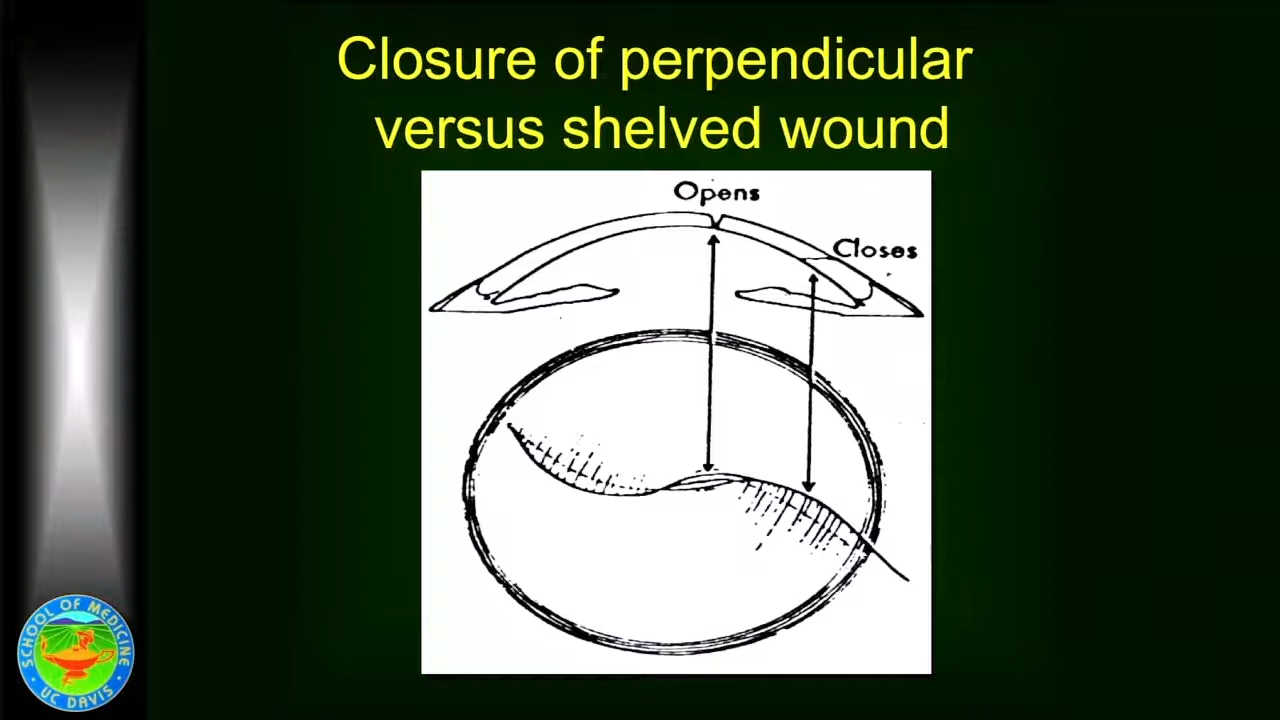 Closure of perpendicular
versus shelved wound
Opens
Closes
SCHOOL OF MEDICINE
UC DAVIS